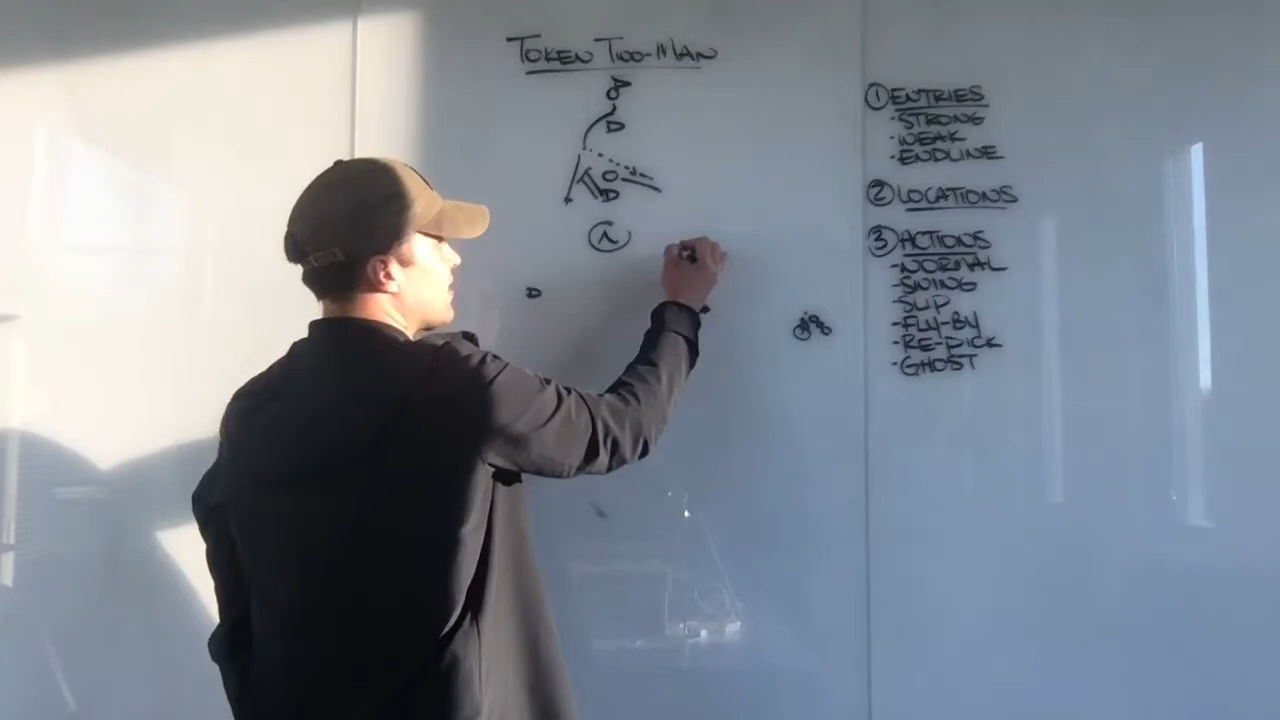 TOKEN TWO-MAN
D
O
D
D
① ENTRIES
-STRONG
-WEAK
-ENDLINE
② LOCATIONS
③ ACTIONS
-NORMAL
-SWING
-SLIP
-FLY-BY
-RE-PICK
-GHOST